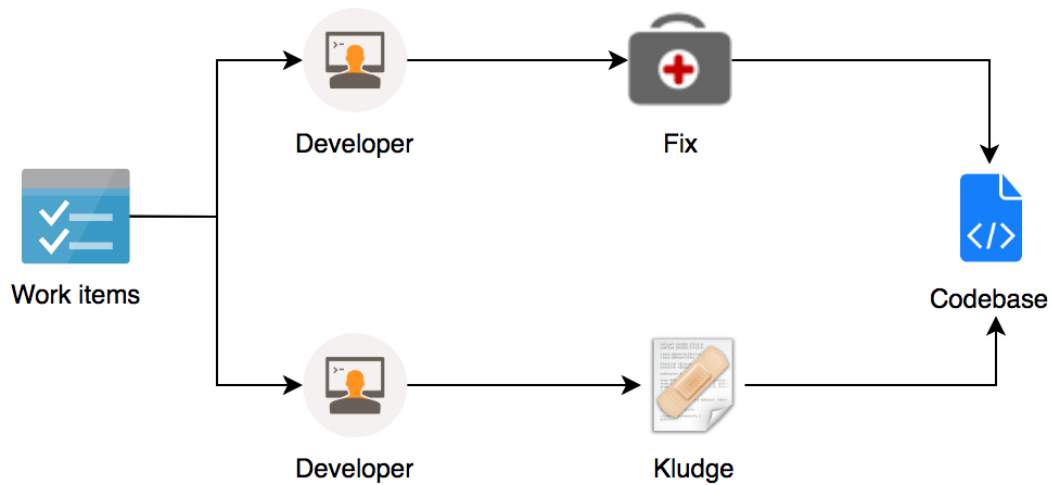 Developer
Fix
Work items
Codebase
Developer
Kludge